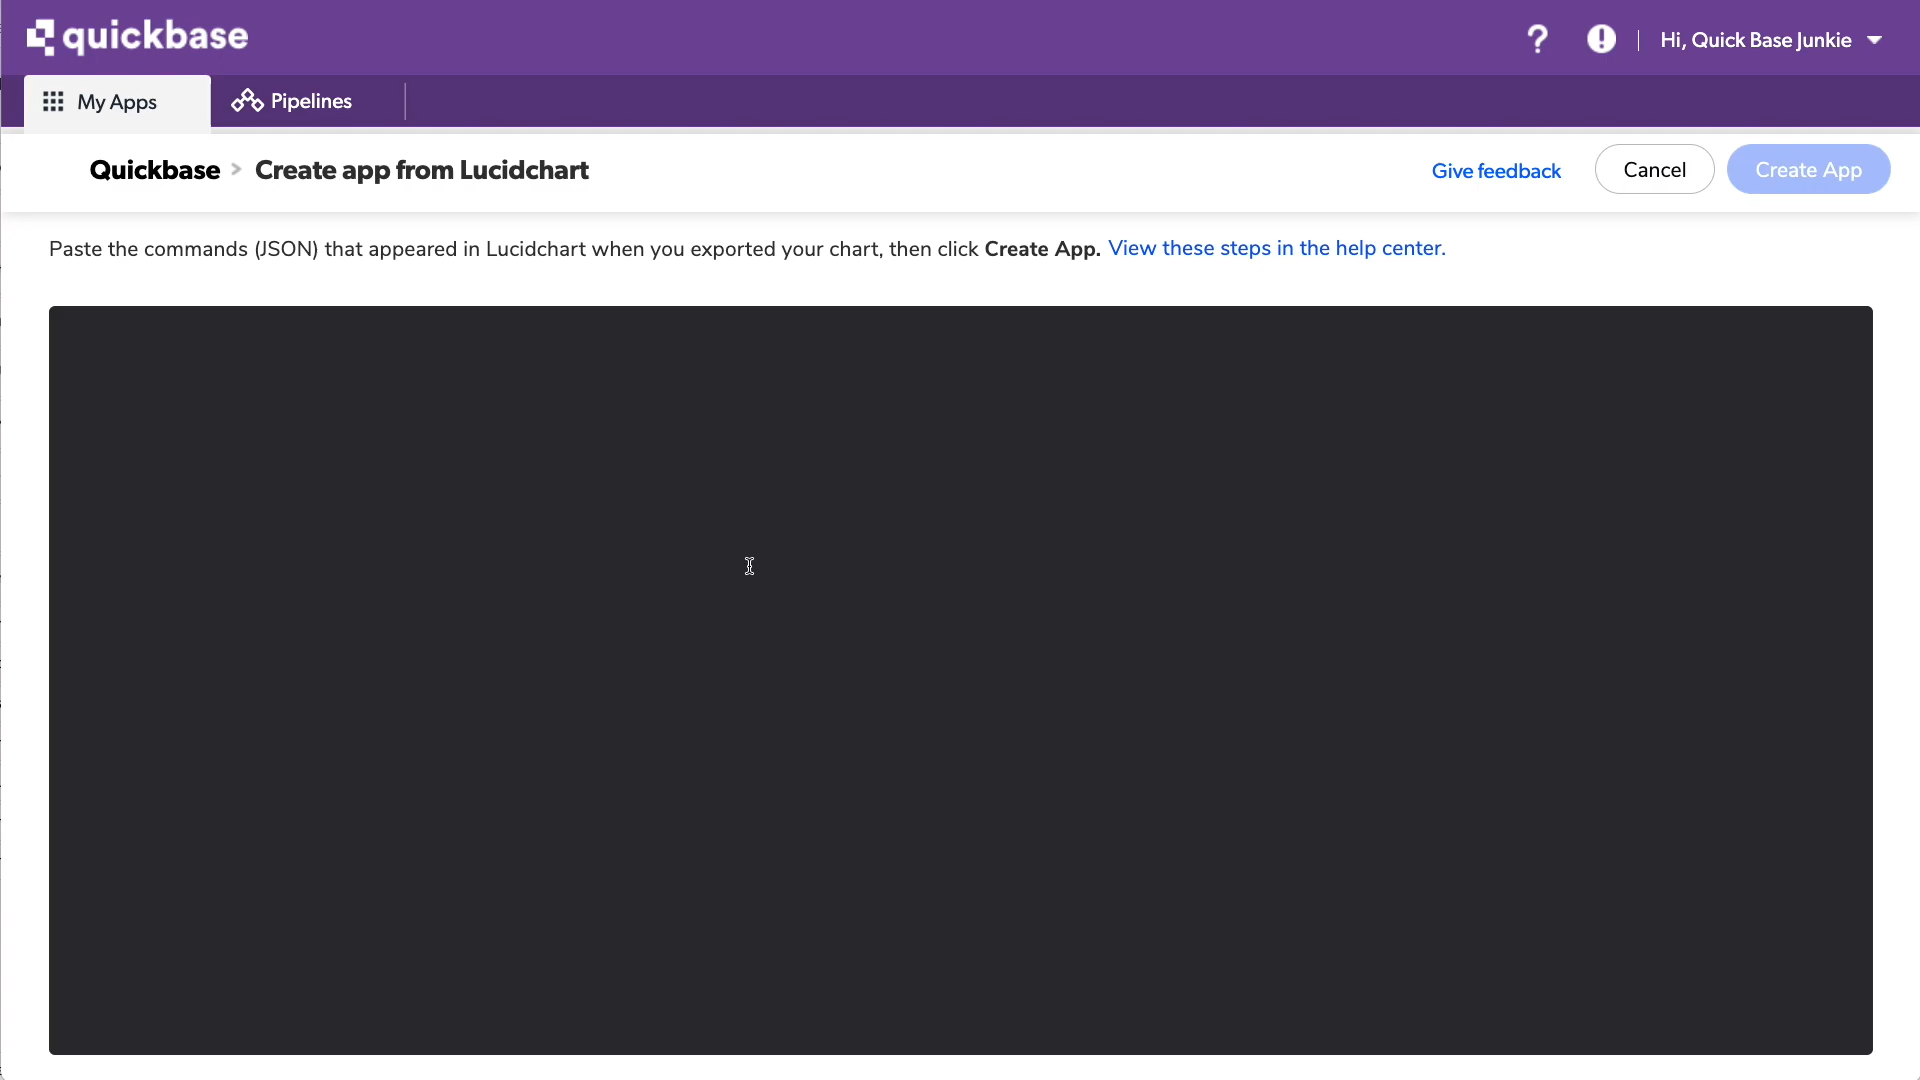 quickbase
Hi, Quick Base Junkie
My Apps
Pipelines
Quickbase > Create app from Lucidchart
Give feedback
Cancel
Create App
Paste the commands (JSON) that appeared in Lucidchart when you exported your chart, then click Create App. View these steps in the help center.